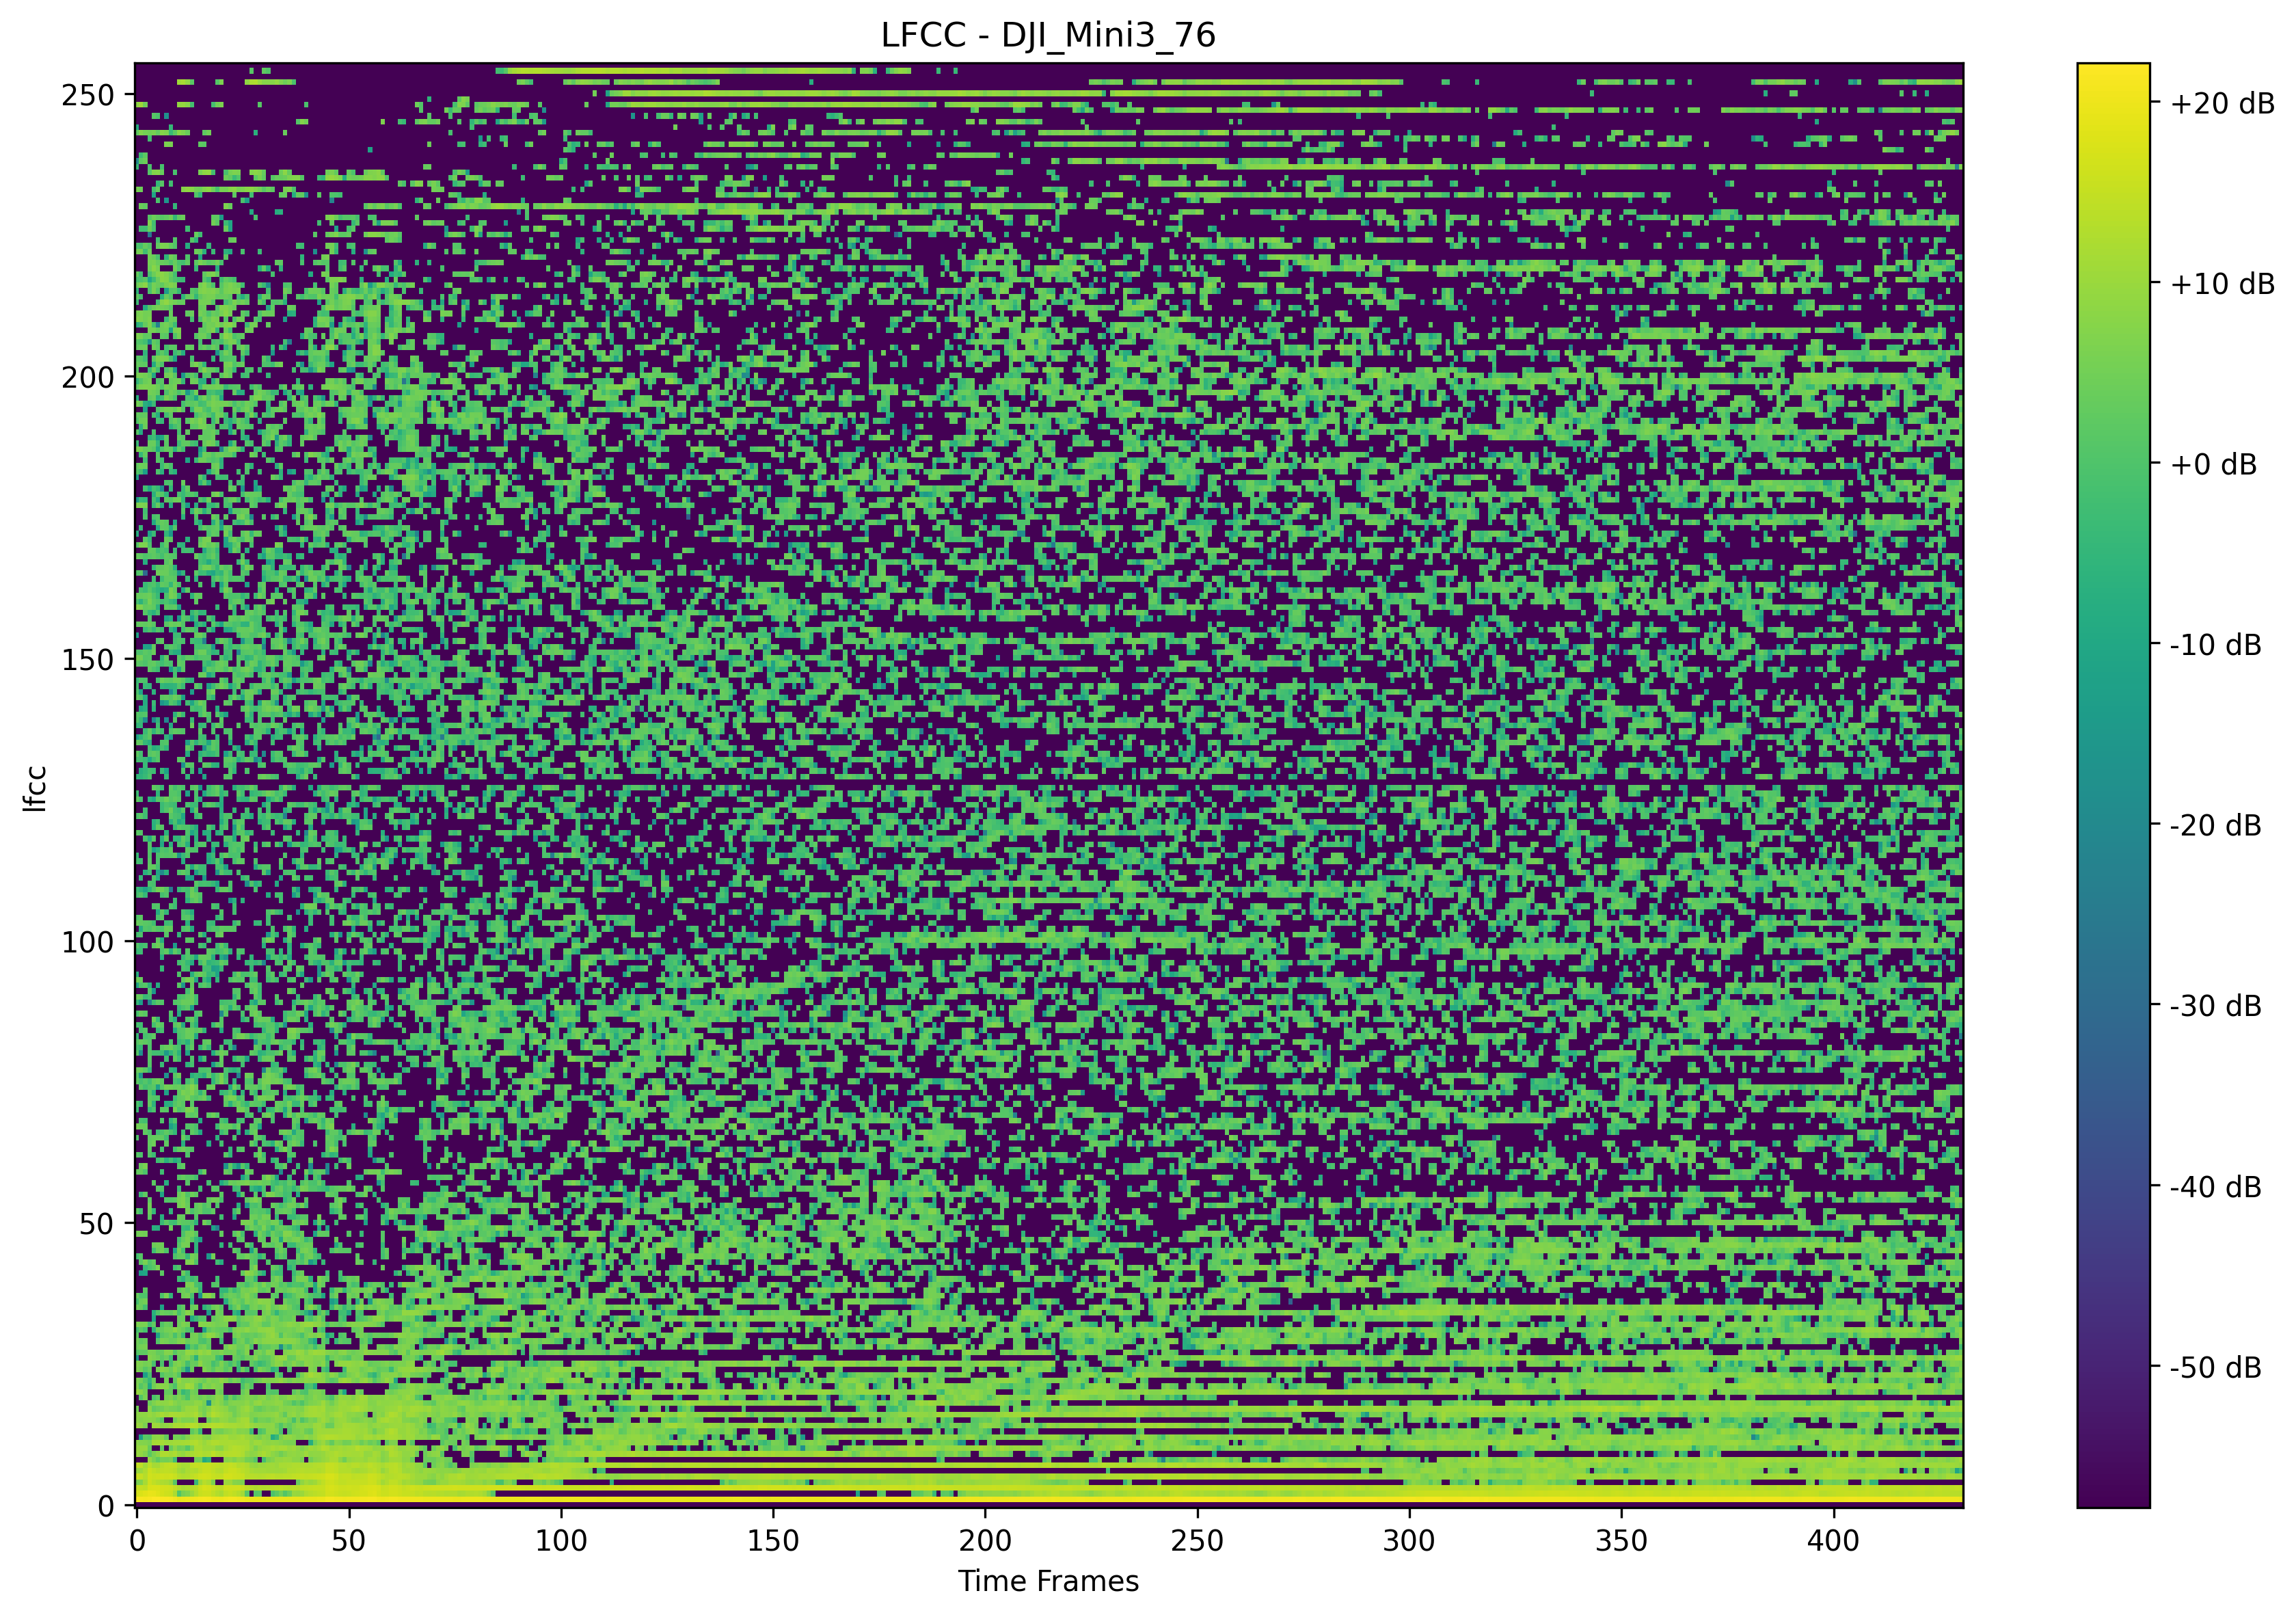 LFCC - DJI_Mini3_76
250
200
150
100
50
0
lfcc
0 50 100 150 200 250 300 350 400
Time Frames
+20 dB
+10 dB
+0 dB
-10 dB
-20 dB
-30 dB
-40 dB
-50 dB